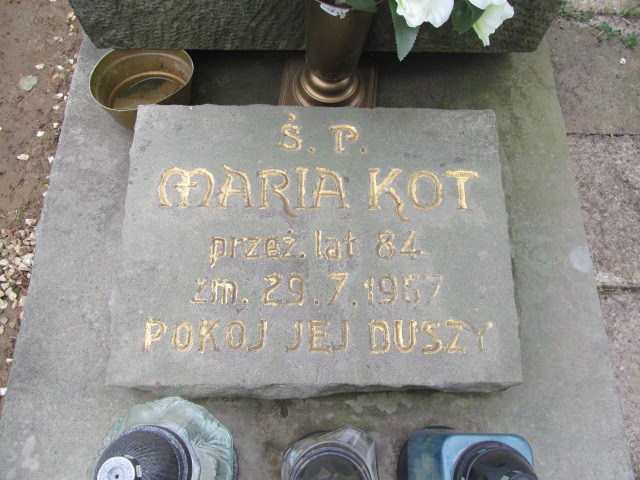 Ś. P.
MARIA KOT
przeż. lat 84
zm. 29.7.1957
POKOJ JEJ DUSZY